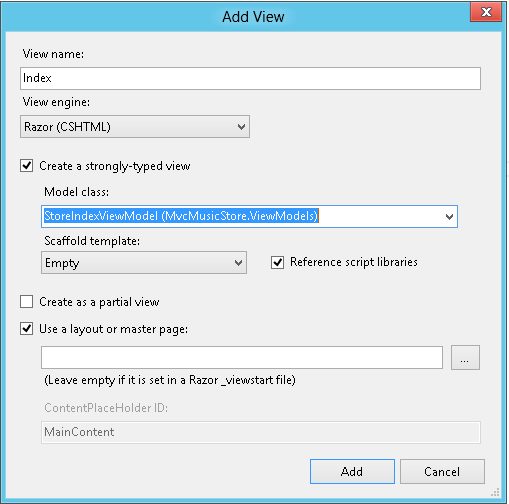 Add View
View name:
Index
View engine:
Razor (CSHTML)
Create a strongly-typed view
Model class:
StoreIndexViewModel (MvcMusicStore.ViewModels)
Scaffold template:
Empty
Reference script libraries
Create as a partial view
Use a layout or master page:
...
(Leave empty if it is set in a Razor _viewstart file)
ContentPlaceHolder ID:
MainContent
Add
Cancel